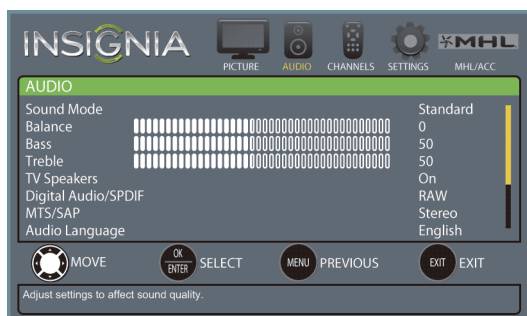 INSIGNIA
PICTURE AUDIO CHANNELS SETTINGS MHL MHL/ACC
AUDIO
Sound Mode Standard
Balance 0
Bass 50
Treble 50
TV Speakers On
Digital Audio/SPDIF RAW
MTS/SAP Stereo
Audio Language English
MOVE OK ENTER SELECT MENU PREVIOUS EXIT EXIT
Adjust settings to affect sound quality.